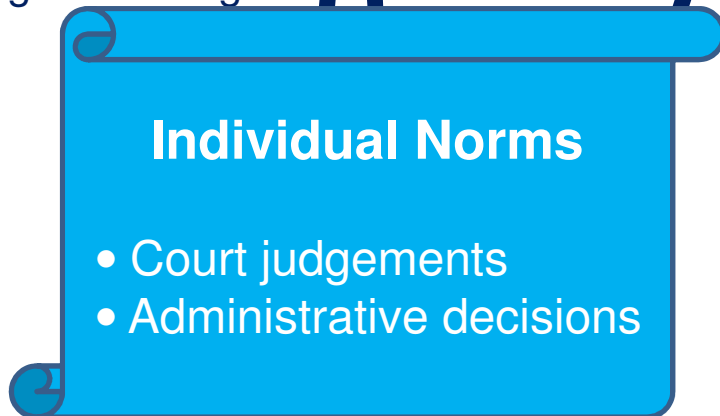 Individual Norms
• Court judgements
• Administrative decisions